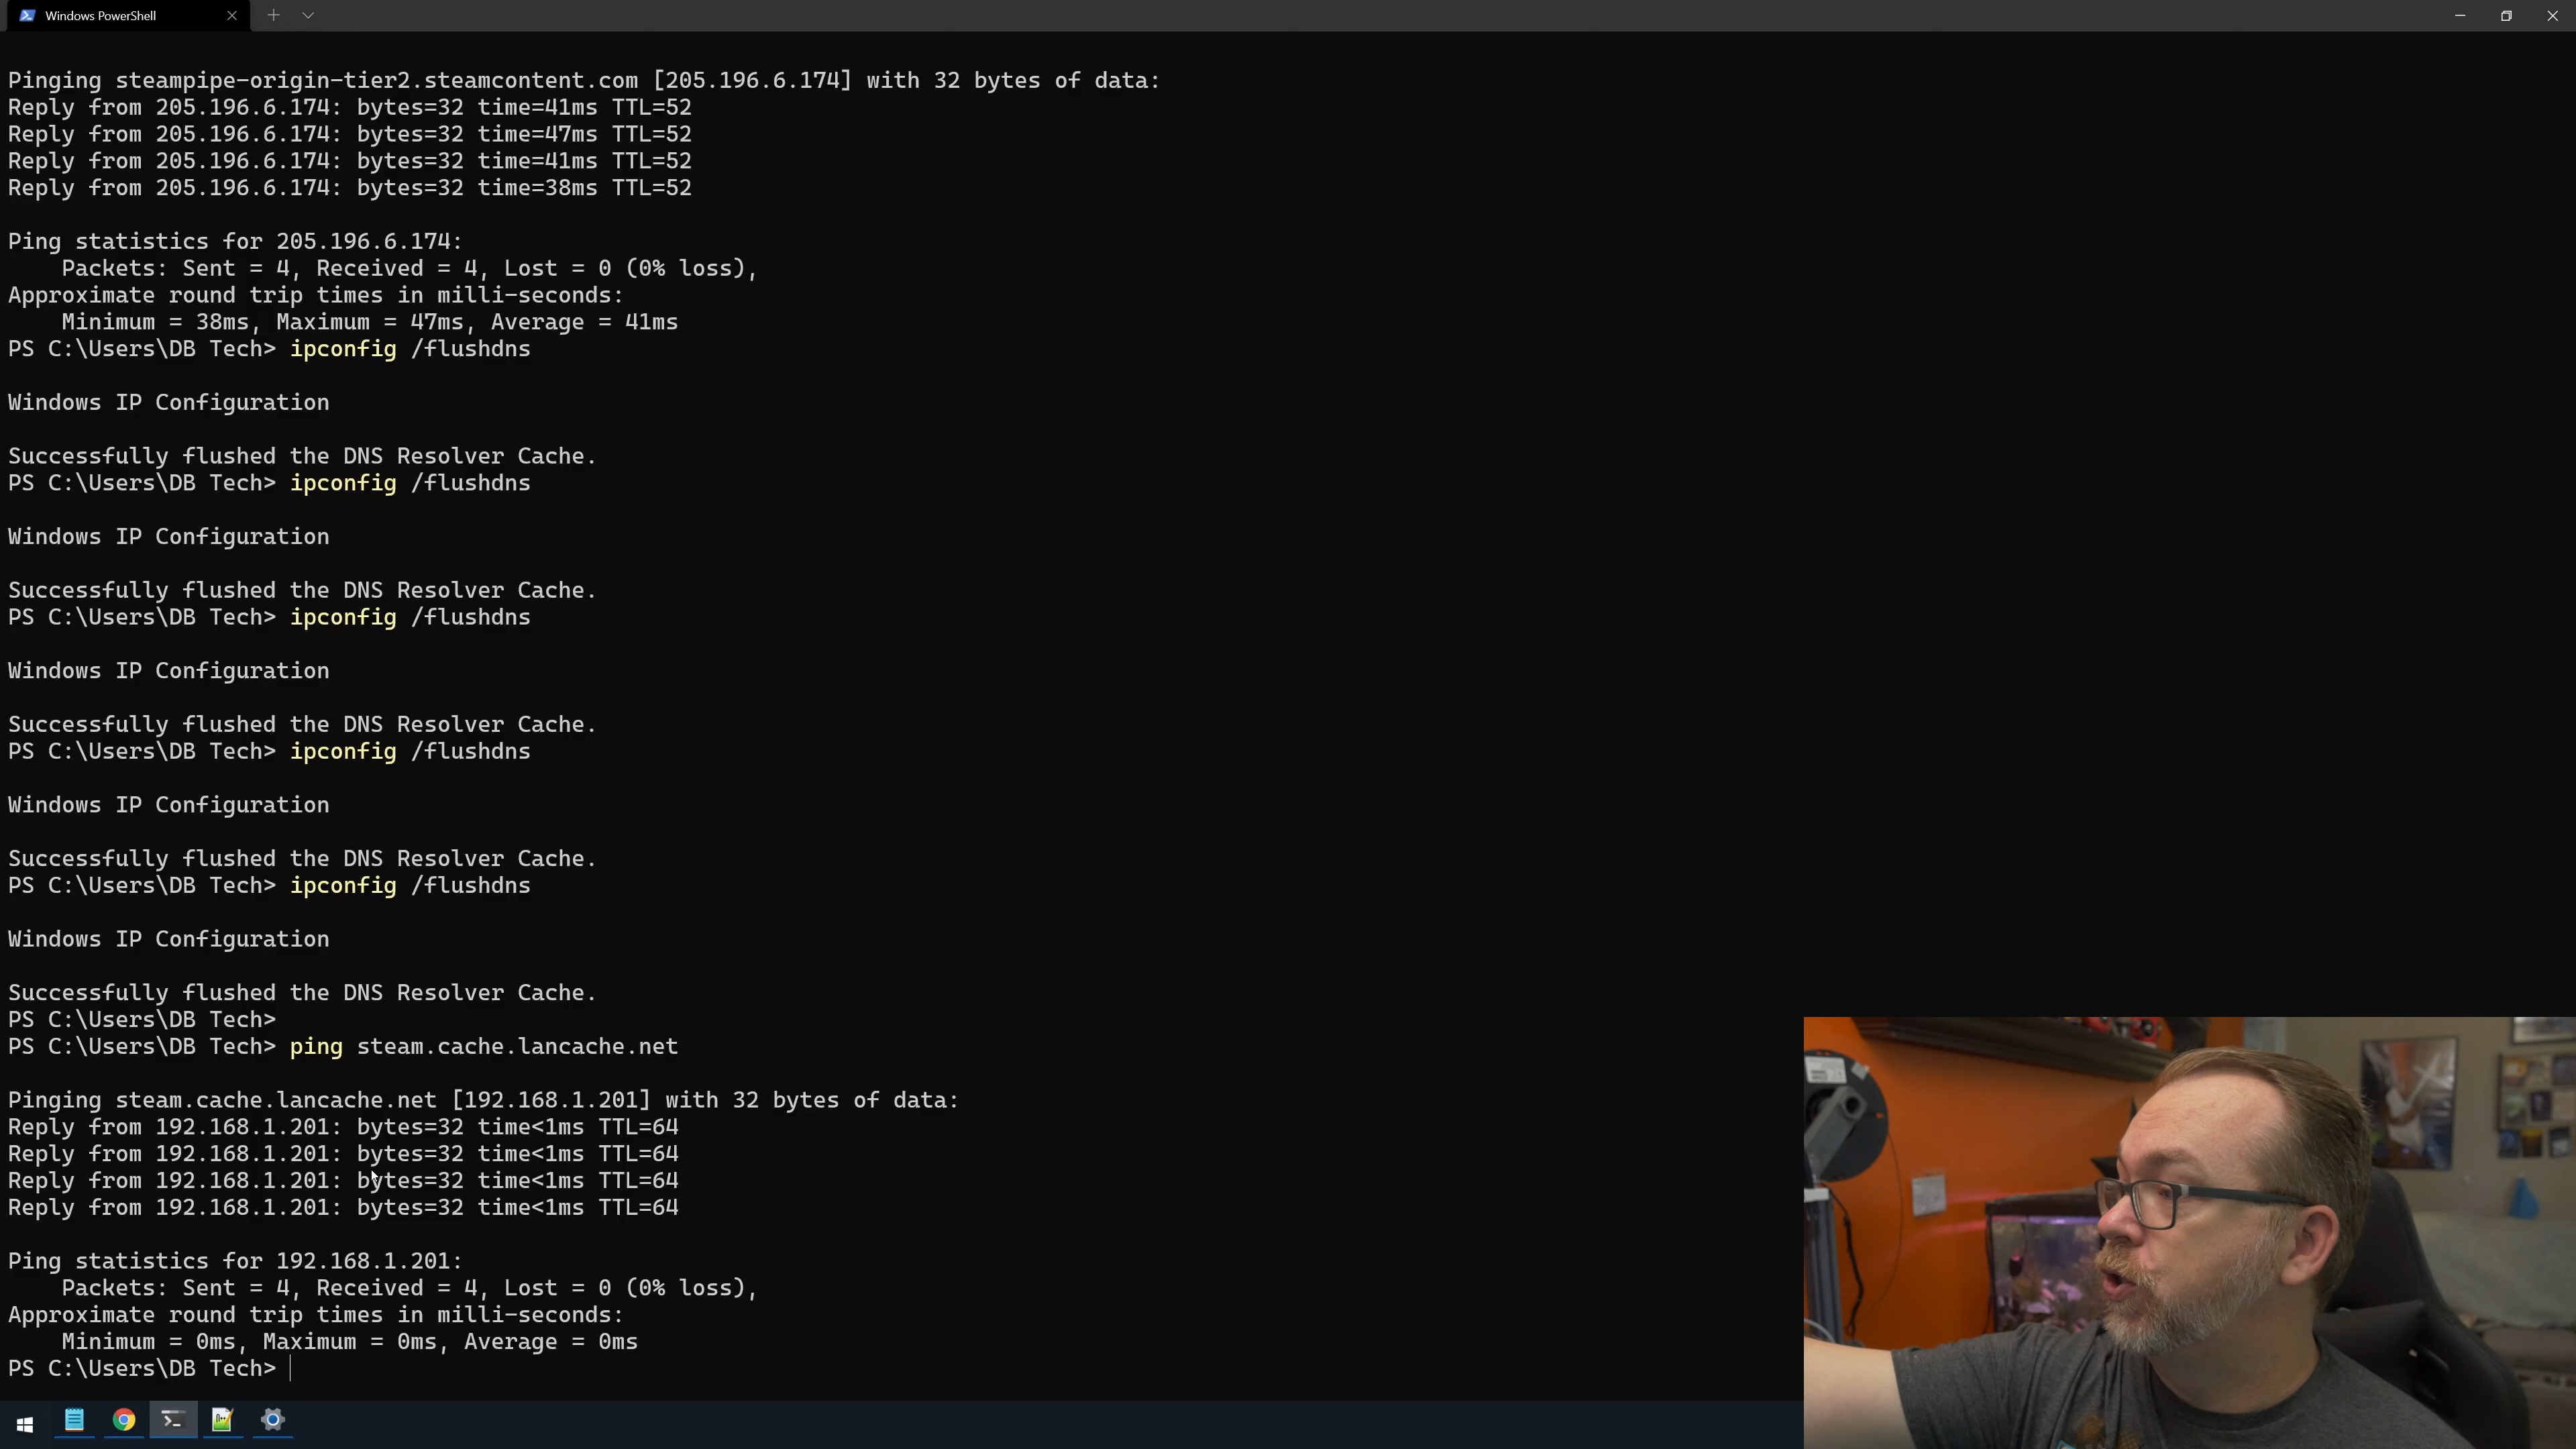 Windows PowerShell
Pinging steampipe-origin-tier2.steamcontent.com [205.196.6.174] with 32 bytes of data:
Reply from 205.196.6.174: bytes=32 time=41ms TTL=52
Reply from 205.196.6.174: bytes=32 time=47ms TTL=52
Reply from 205.196.6.174: bytes=32 time=41ms TTL=52
Reply from 205.196.6.174: bytes=32 time=38ms TTL=52
Ping statistics for 205.196.6.174:
Packets: Sent = 4, Received = 4, Lost = 0 (0% loss),
Approximate round trip times in milli-seconds:
Minimum = 38ms, Maximum = 47ms, Average = 41ms
PS C:\Users\DB Tech> ipconfig /flushdns
Windows IP Configuration
Successfully flushed the DNS Resolver Cache.
PS C:\Users\DB Tech> ipconfig /flushdns
Windows IP Configuration
Successfully flushed the DNS Resolver Cache.
PS C:\Users\DB Tech> ipconfig /flushdns
Windows IP Configuration
Successfully flushed the DNS Resolver Cache.
PS C:\Users\DB Tech> ipconfig /flushdns
Windows IP Configuration
Successfully flushed the DNS Resolver Cache.
PS C:\Users\DB Tech> ipconfig /flushdns
Windows IP Configuration
Successfully flushed the DNS Resolver Cache.
PS C:\Users\DB Tech>
PS C:\Users\DB Tech> ping steam.cache.lancache.net
Pinging steam.cache.lancache.net [192.168.1.201] with 32 bytes of data:
Reply from 192.168.1.201: bytes=32 time<1ms TTL=64
Reply from 192.168.1.201: bytes=32 time<1ms TTL=64
Reply from 192.168.1.201: bytes=32 time<1ms TTL=64
Reply from 192.168.1.201: bytes=32 time<1ms TTL=64
Ping statistics for 192.168.1.201:
Packets: Sent = 4, Received = 4, Lost = 0 (0% loss),
Approximate round trip times in milli-seconds:
Minimum = 0ms, Maximum = 0ms, Average = 0ms
PS C:\Users\DB Tech>